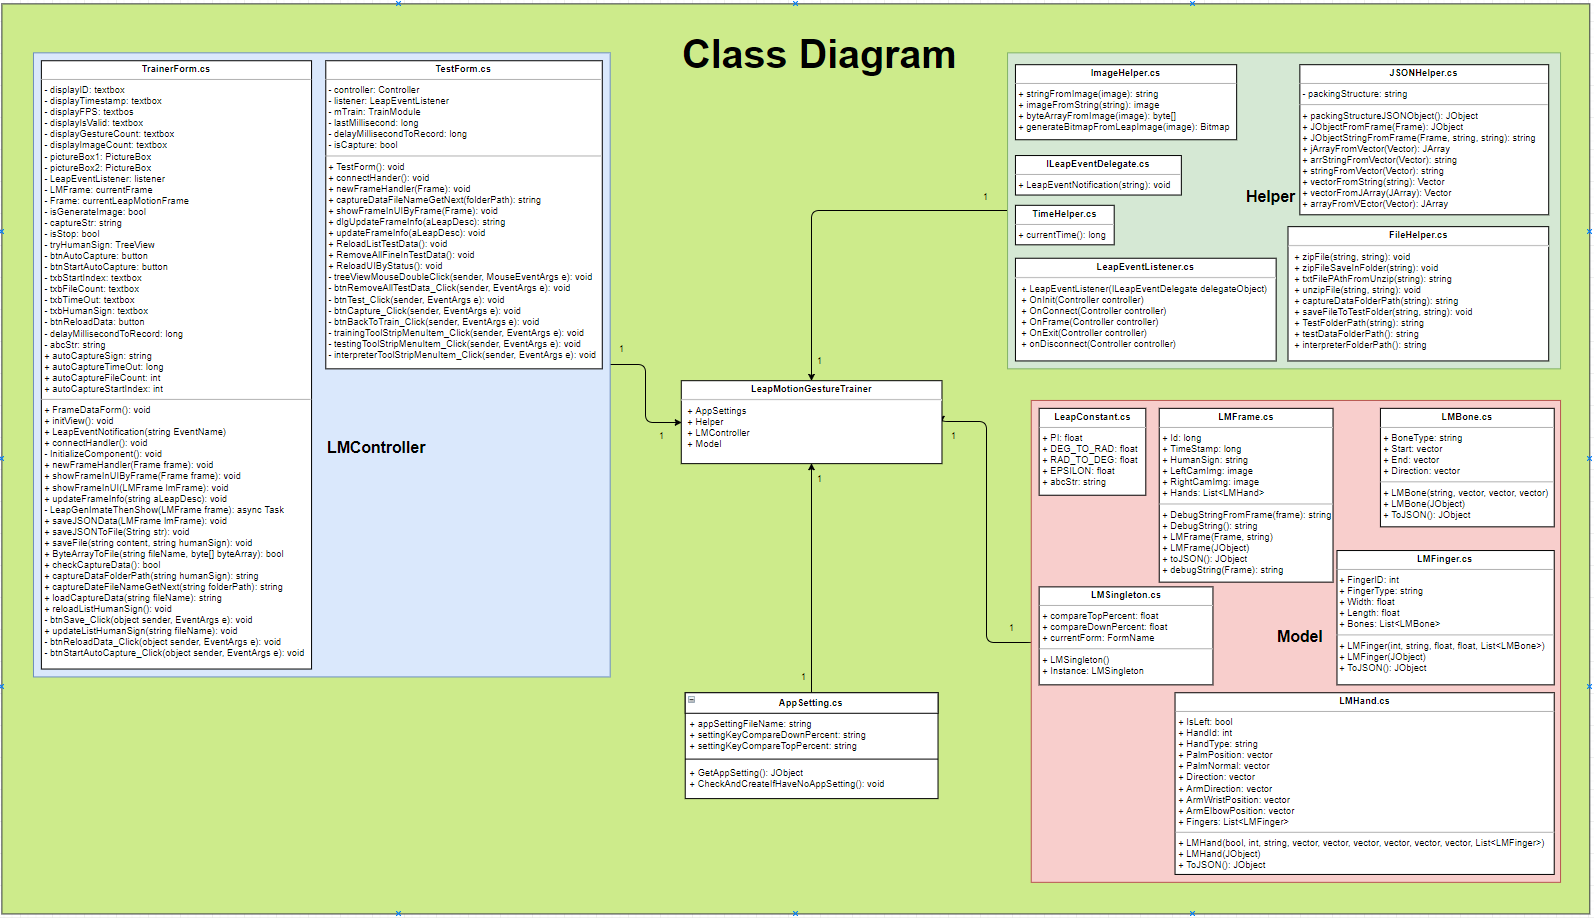 Class Diagram
TrainerForm.cs
- displayID: textbox
- displayTimestamp: textbox
- displayFPS: textbos
- displayIsValid: textbox
- displayGestureCount: textbox
- displayImageCount: textbox
- pictureBox1: PictureBox
- pictureBox2: PictureBox
- LeapEventListener: listener
- LMFrame: currentFrame
- Frame: currentLeapMotionFrame
- isGenerateImage: bool
- captureStr: string
- isStop: bool
- tryHumanSign: TreeView
- btnAutoCapture: button
- btnStartAutoCapture: button
- txbStartIndex: textbox
- txbFileCount: textbox
- txbTimeOut: textbox
- txbHumanSign: textbox
- btnReloadData: button
- delayMillisecondToRecord: long
- abcStr: string
+ autoCaptureSign: string
+ autoCaptureTimeOut: long
+ autoCaptureFileCount: int
+ autoCaptureStartIndex: int
+ FrameDataForm(): void
+ initView(): void
+ LeapEventNotification(string EventName)
+ connectHandler(): void
- InitializeComponent(): void
+ newFrameHandler(Frame frame): void
+ showFrameInUIByFrame(Frame frame): void
+ showFrameInUI(LMFrame lmFrame): void
+ updateFrameInfo(string aLeapDesc): void
- LeapGenImateThenShow(LMFrame frame): async Task
+ saveJSONData(LMFrame lmFrame): void
+ saveJSONToFile(String str): void
+ saveFile(string content, string humanSign): void
+ ByteArrayToFile(string fileName, byte[] byteArray): bool
+ checkCaptureData(): bool
+ captureDataFolderPath(string humanSign): string
+ captureDateFileNameGetNext(string folderPath): string
+ loadCaptureData(string fileName): string
+ reloadListHumanSign(): void
- btnSave_Click(object sender, EventArgs e): void
+ updateListHumanSign(string fileName): void
- btnReloadData_Click(object sender, EventArgs e): void
- btnStartAutoCapture_Click(object sender, EventArgs e): void
TestForm.cs
- controller: Controller
- listener: LeapEventListener
- mTrain: TrainModule
- lastMillisecond: long
- delayMillisecondToRecord: long
- isCapture: bool
+ TestForm(): void
+ connectHander(): void
+ newFrameHandler(Frame): void
+ captureDataFileNameGetNext(folderPath): string
+ showFrameInUIByFrame(Frame): void
+ dlgUpdateFrameInfo(aLeapDesc): string
+ updateFrameInfo(aLeapDesc): void
+ ReloadListTestData(): void
+ RemoveAllFineInTestData(): void
+ ReloadUIByStatus(): void
- treeViewMouseDoubleClick(sender, MouseEventArgs e): void
- btnRemoveAllTestData_Click(sender, EventArgs e): void
- btnTest_Click(sender, EventArgs e): void
- btnCapture_Click(sender, EventArgs e): void
- btnBackToTrain_Click(sender, EventArgs e): void
- trainingToolStripMenuItem_Click(sender, EventArgs e): void
- testingToolStripMenuItem_Click(sender, EventArgs e): void
- interpreterToolStripMenuItem_Click(sender, EventArgs e): void
LMController
1
1
LeapMotionGestureTrainer
+ AppSettings
+ Helper
+ LMController
+ Model
1
1
1
1
AppSetting.cs
+ appSettingFileName: string
+ settingKeyCompareDownPercent: string
+ settingKeyCompareTopPercent: string
+ GetAppSetting(): JObject
+ CheckAndCreateIfHaveNoAppSetting(): void
ImageHelper.cs
+ stringFromImage(image): string
+ imageFromString(string): image
+ byteArrayFromImage(image): byte[]
+ generateBitmapFromLeapImage(image): Bitmap
ILeapEventDelegate.cs
+ LeapEventNotification(string): void
TimeHelper.cs
+ currentTime(): long
LeapEventListener.cs
+ LeapEventListener(ILeapEventDelegate delegateObject)
+ OnInit(Controller controller)
+ OnConnect(Controller controller)
+ OnFrame(Controller controller)
+ OnExit(Controller controller)
+ onDisconnect(Controller controller)
Helper
JSONHelper.cs
- packingStructure: string
+ packingStructureJSONObject(): JObject
+ JObjectFromFrame(Frame): JObject
+ JObjectStringFromFrame(Frame, string, string): string
+ jArrayFromVector(Vector): JArray
+ arrStringFromVector(Vector): string
+ stringFromVector(Vector): string
+ vectorFromString(string): Vector
+ vectorFromJArray(JArray): Vector
+ arrayFromVEctor(Vector): JArray
FileHelper.cs
+ zipFile(string, string): void
+ zipFileSaveInFolder(string): void
+ txtFilePAthFromUnzip(string): string
+ unzipFile(string, string): void
+ captureDataFolderPath(string): string
+ saveFileToTestFolder(string, string): void
+ TestFolderPath(string): string
+ testDataFolderPath(): string
+ interpreterFolderPath(): string
1
1
LeapConstant.cs
+ PI: float
+ DEG_TO_RAD: float
+ RAD_TO_DEG: float
+ EPSILON: float
+ abcStr: string
LMFrame.cs
+ Id: long
+ TimeStamp: long
+ HumanSign: string
+ LeftCamImg: image
+ RightCamImg: image
+ Hands: List<LMHand>
+ DebugStringFromFrame(frame): string
+ DebugString(): string
+ LMFrame(Frame, string)
+ LMFrame(JObject)
+ toJSON(): JObject
+ debugString(Frame): string
LMBone.cs
+ BoneType: string
+ Start: vector
+ End: vector
+ Direction: vector
+ LMBone(string, vector, vector, vector)
+ LMBone(JObject)
+ ToJSON(): JObject
LMSingleton.cs
+ compareTopPercent: float
+ compareDownPercent: float
+ currentForm: FormName
+ LMSingleton()
+ Instance: LMSingleton
Model
LMFinger.cs
+ FingerID: int
+ FingerType: string
+ Width: float
+ Length: float
+ Bones: List<LMBone>
+ LMFinger(int, string, float, float, List<LMBone>)
+ LMFinger(JObject)
+ ToJSON(): JObject
LMHand.cs
+ IsLeft: bool
+ HandId: int
+ HandType: string
+ PalmPosition: vector
+ PalmNormal: vector
+ Direction: vector
+ ArmDirection: vector
+ ArmWristPosition: vector
+ ArmElbowPosition: vector
+ Fingers: List<LMFinger>
+ LMHand(bool, int, string, vector, vector, vector, vector, vector, vector, List<LMFinger>)
+ LMHand(JObject)
+ ToJSON(): JObject